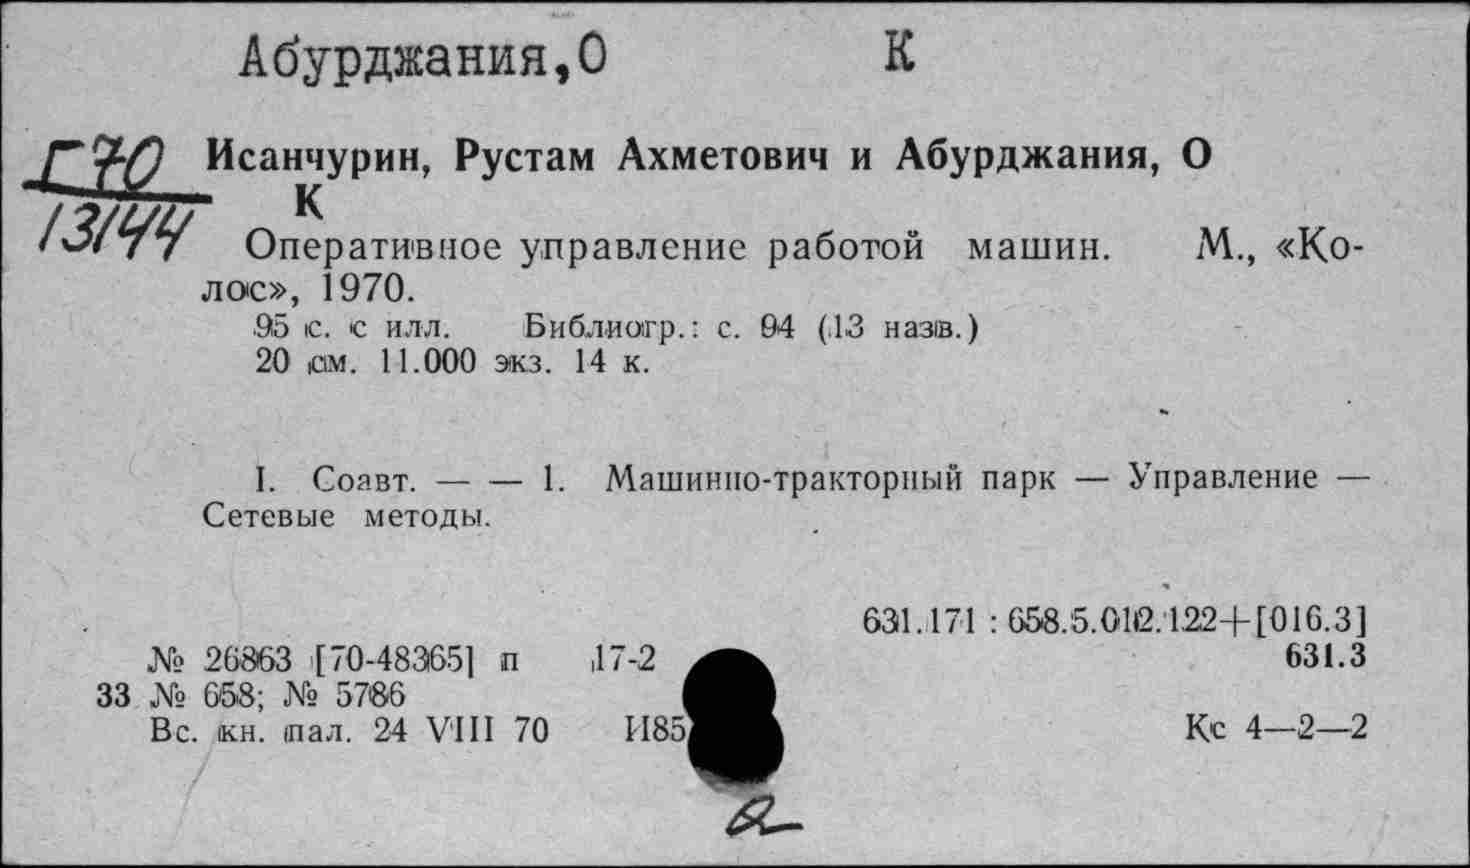 Абурджания,О К
Г70
13144
Исанчурин, Рустам Ахметович и Абурджания, О
К
Оперативное управление работой машин. М., «Ко-
лос», 1970.
95 с. с илл. Библиогр.: с. 94 (13 назв.)
20 см. 11.000 экз. 14 к.
I. Соавт. — — 1. Машинно-тракторный парк — Управление —
Сетевые методы.
631.171 : 658.5.012.122+[016.3]
№ 26863 [70-48365] п 17-2 631.3
33 № 658; № 5786
Вс. кн. пал. 24 VIII 70 И85 Кс 4—2—2